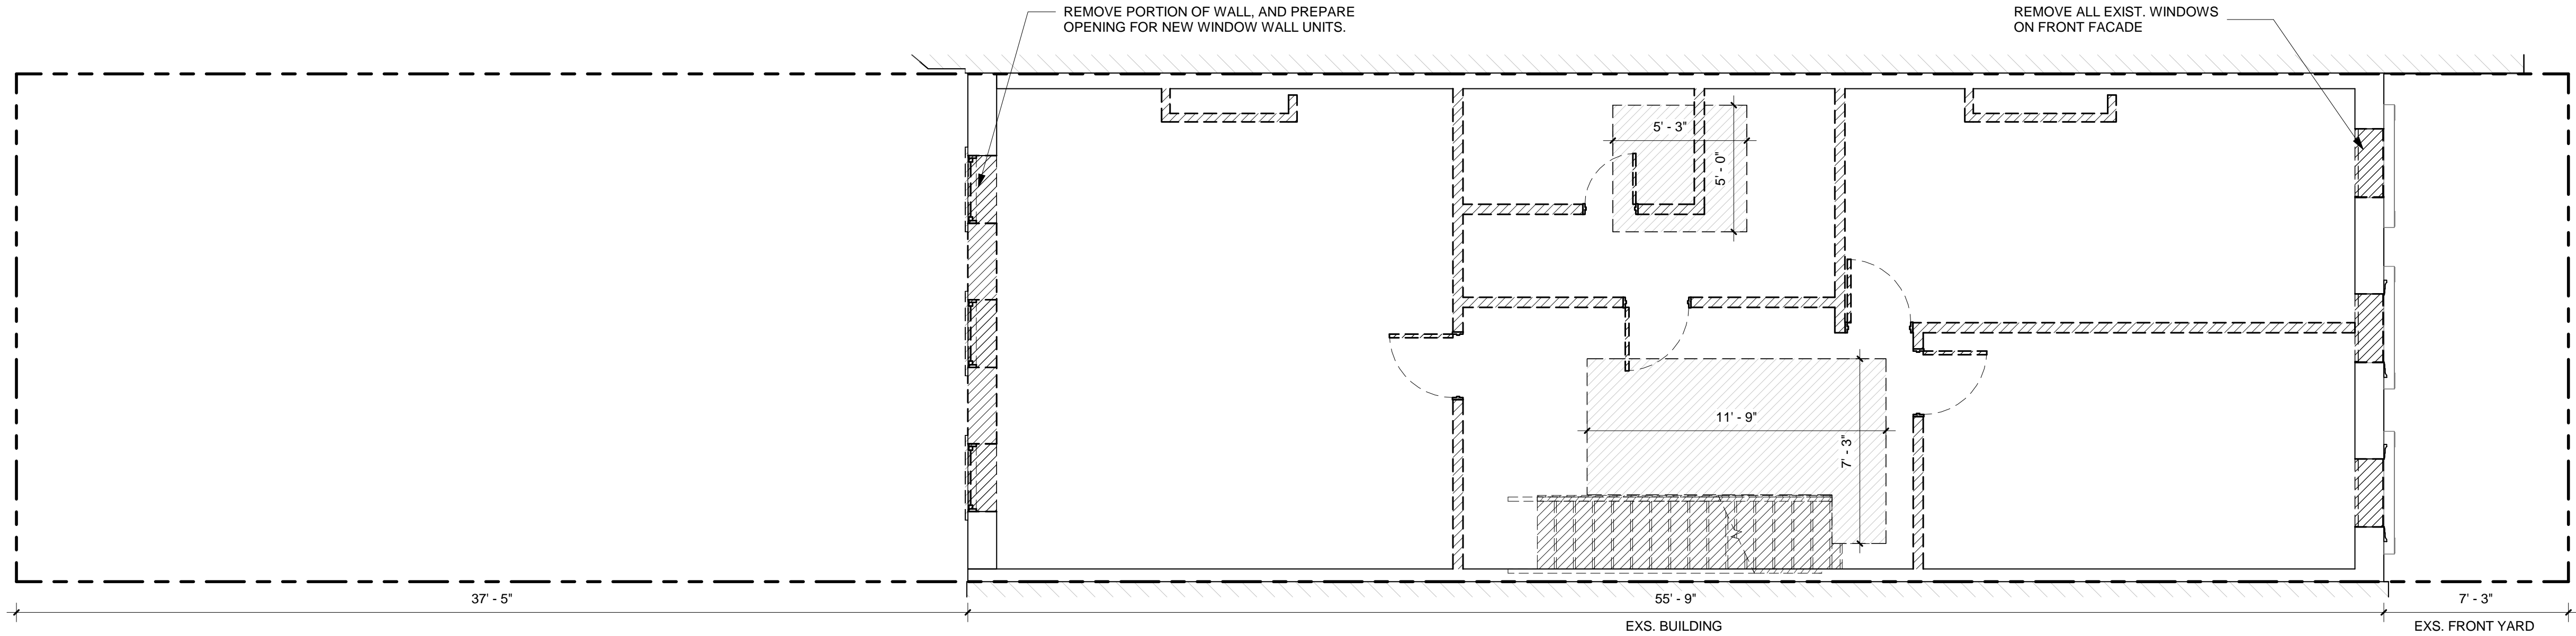 REMOVE PORTION OF WALL, AND PREPARE
OPENING FOR NEW WINDOW WALL UNITS.
REMOVE ALL EXIST. WINDOWS
ON FRONT FACADE
5' - 3"
5' - 0"
11' - 9"
7' - 3"
37' - 5"
55' - 9"
7' - 3"
EXS. BUILDING
EXS. FRONT YARD